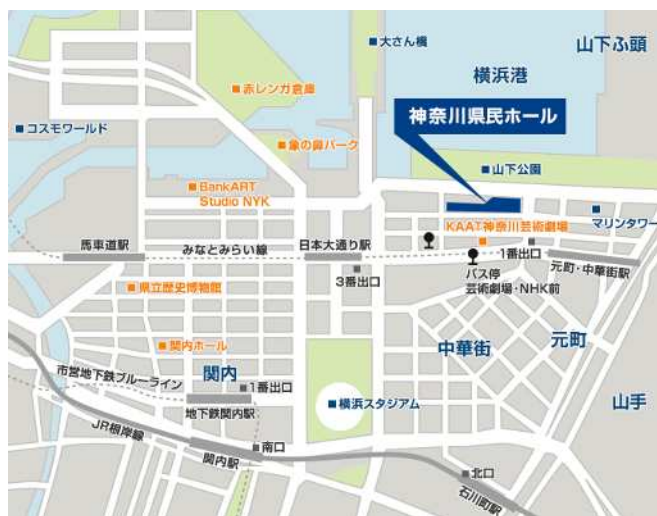 大さん橋
山下ふ頭
横浜港
赤レンガ倉庫
神奈川県民ホール
コスモワールド
象の鼻パーク
山下公園
BankART
Studio NYK
マリンタワー
KAAT神奈川芸術劇場
馬車道駅
みなとみらい線
日本大通り駅
1番出口
元町・中華街駅
3番出口
バス停
芸術劇場・NHK前
県立歴史博物館
関内ホール
中華街
元町
市営地下鉄ブルーライン
関内
1番出口
地下鉄関内駅
横浜スタジアム
山手
JR根岸線
南口
関内駅
北口
石川町駅